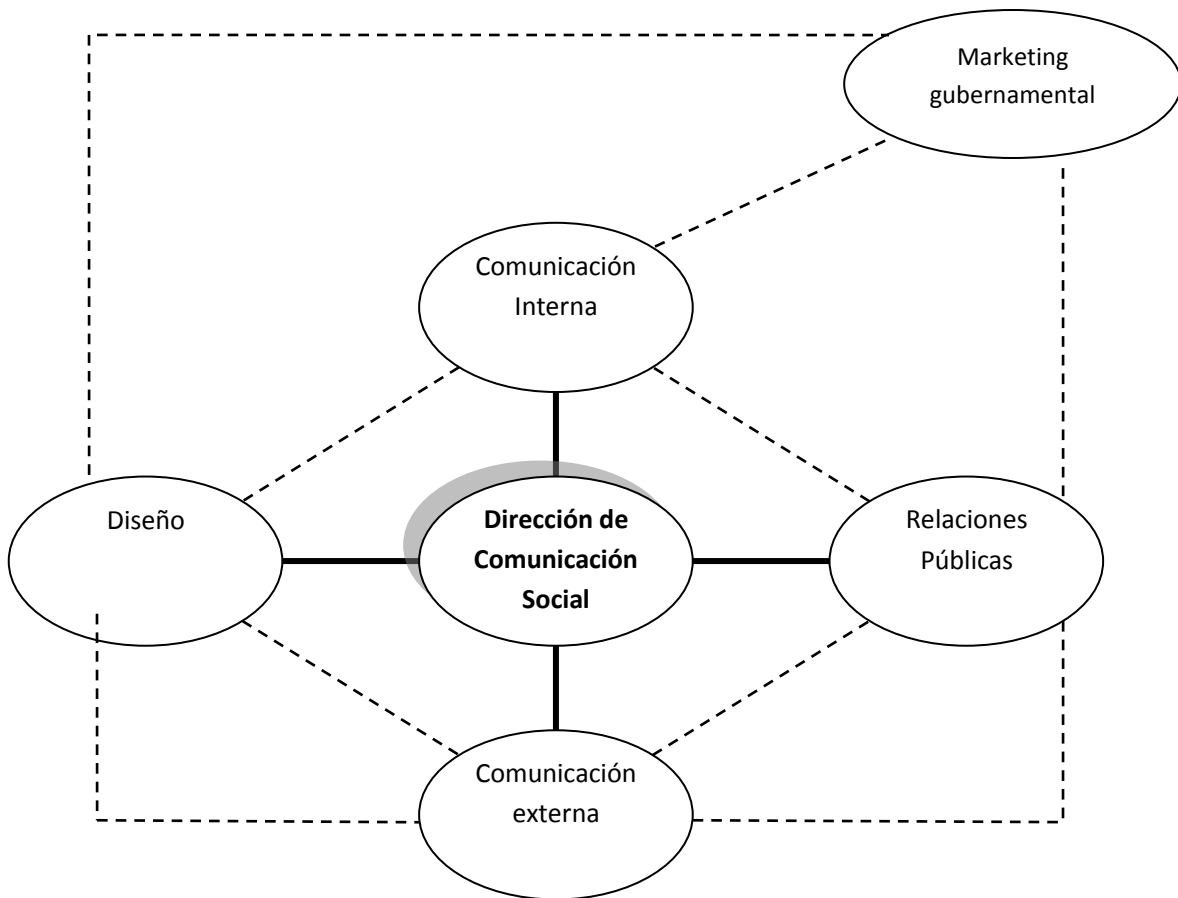 Marketing
gubernamental
Comunicación
Interna
Diseño
Dirección de
Comunicación
Social
Relaciones
Públicas
Comunicación
externa